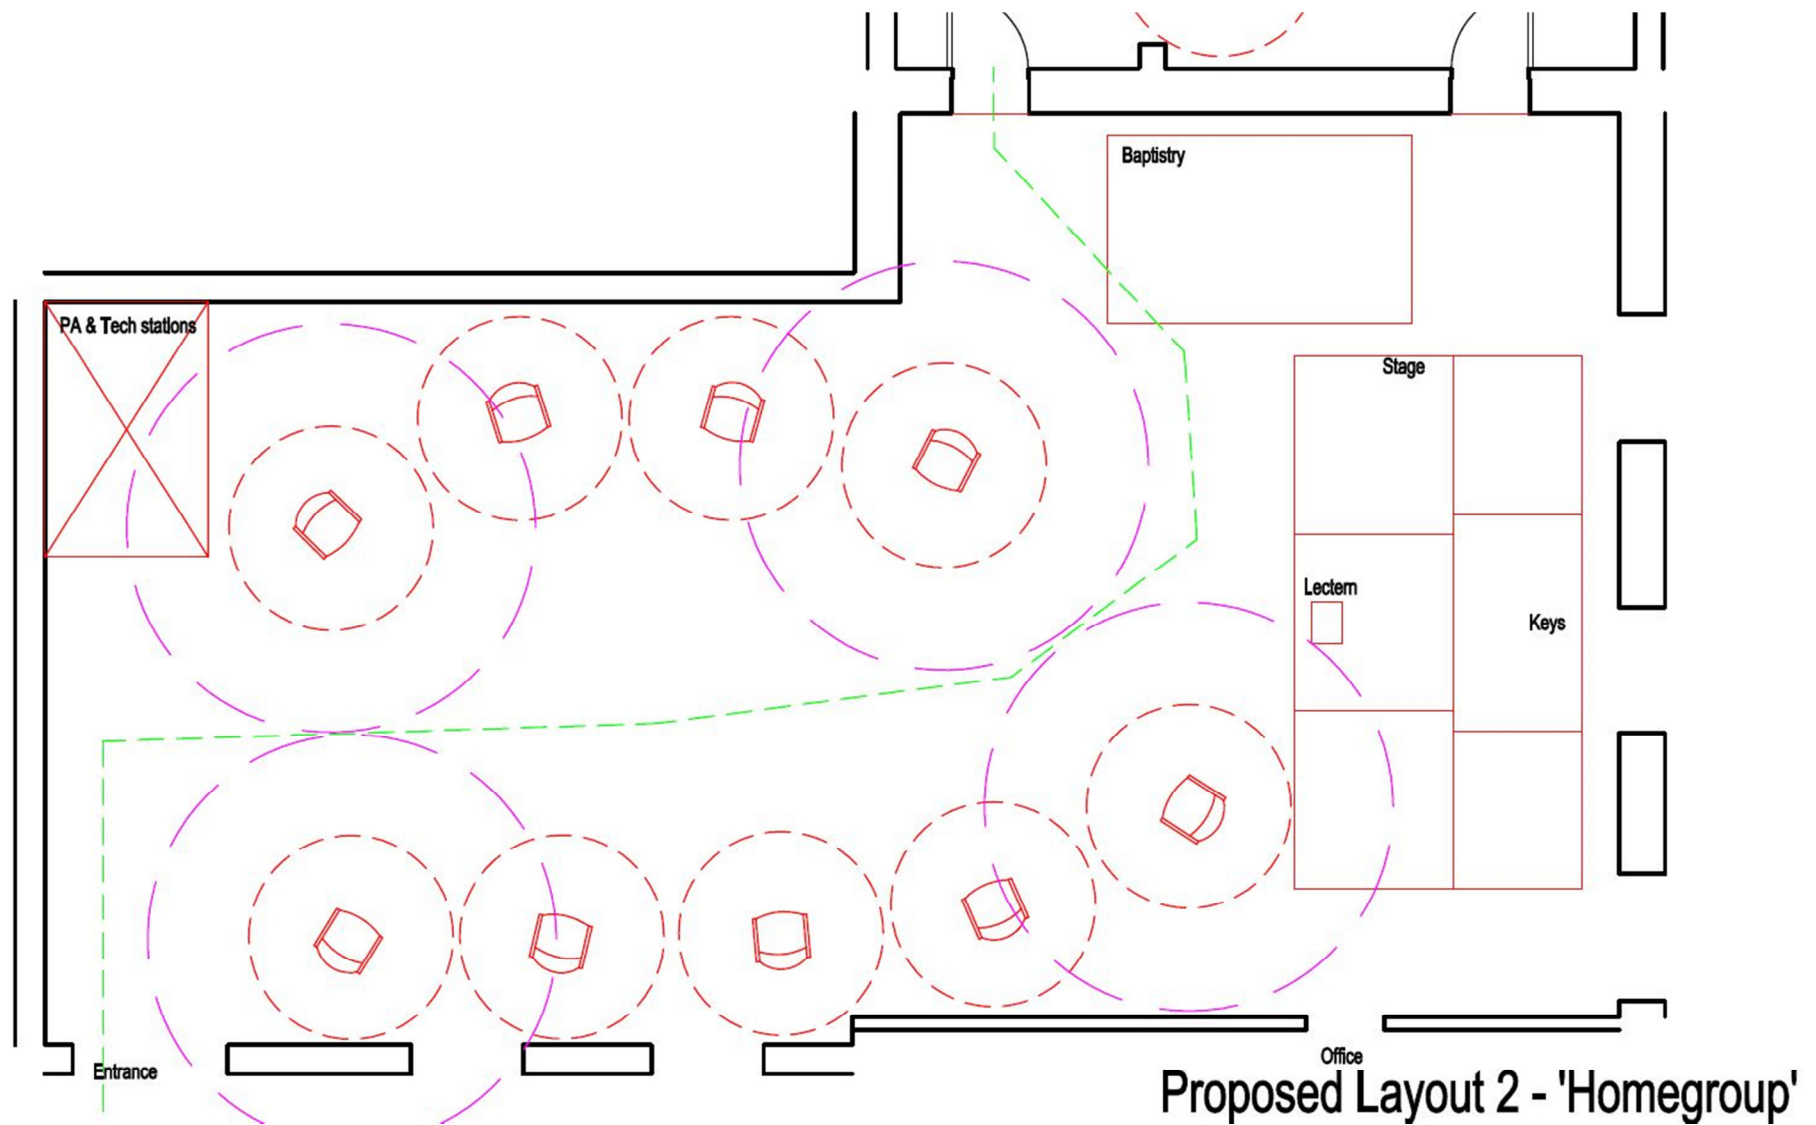 Baptistry
PA & Tech stations
Stage
Lectern
Keys
Entrance
Office
Proposed Layout 2 - 'Homegroup'